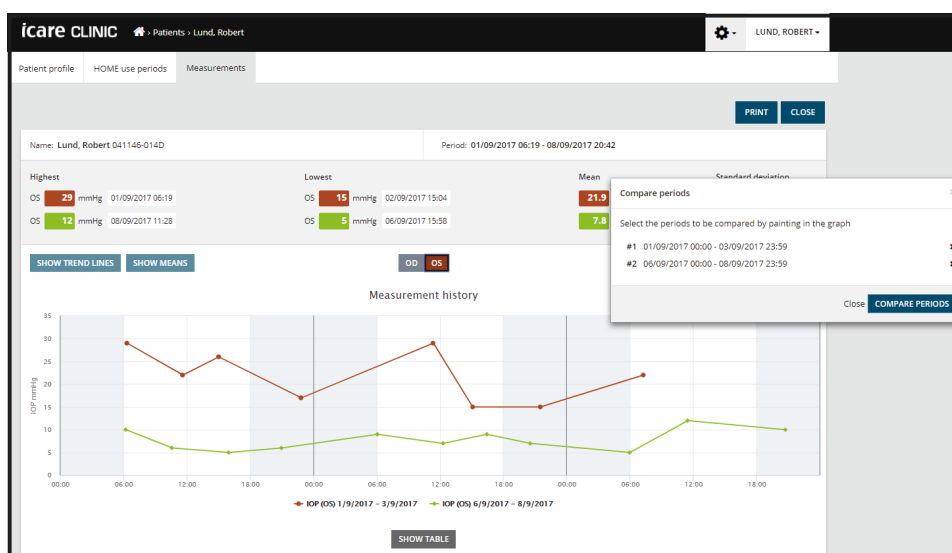 icare CLINIC › Patients › Lund, Robert LUND, ROBERT
Patient profile HOME use periods Measurements
PRINT CLOSE
Name: Lund, Robert 041146-014D Period: 01/09/2017 06:19 - 08/09/2017 20:42
Highest Lowest Mean Standard deviation
OS 29 mmHg 01/09/2017 06:19 OS 15 mmHg 02/09/2017 15:04 21.9
OS 12 mmHg 08/09/2017 11:28 OS 5 mmHg 06/09/2017 15:58 7.8
Compare periods
Select the periods to be compared by painting in the graph
#1 01/09/2017 00:00 - 03/09/2017 23:59
#2 06/09/2017 00:00 - 08/09/2017 23:59
Close COMPARE PERIODS
SHOW TREND LINES SHOW MEANS OD OS
Measurement history
IOP mmHg
35
30
25
20
15
10
5
0
00:00 06:00 12:00 18:00 00:00 06:00 12:00 18:00 00:00 06:00 12:00 18:00
IOP (OS) 1/9/2017 – 3/9/2017 IOP (OS) 6/9/2017 – 8/9/2017
SHOW TABLE